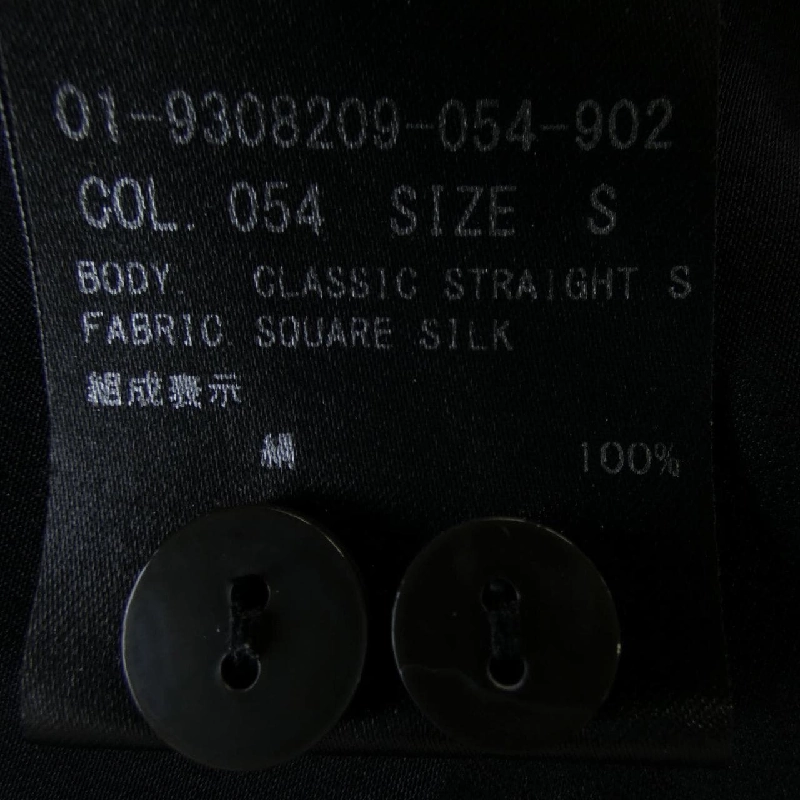 01-9308209-054-902
COL. 054 SIZE S
BODY. CLASSIC STRAIGHT S
FABRIC. SQUARE SILK
組成表示
絹 100%